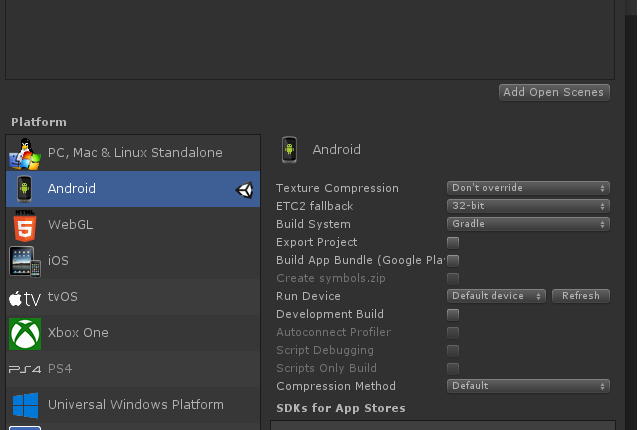 Add Open Scenes
Platform
PC, Mac & Linux Standalone
Android
HTML
WebGL
iOS
tv
tvOS
Xbox One
PS4
PS4
Universal Windows Platform
Android
Texture Compression Don't override
ETC2 fallback 32-bit
Build System Gradle
Export Project
Build App Bundle (Google Pla
Create symbols.zip
Run Device Default device Refresh
Development Build
Autoconnect Profiler
Script Debugging
Scripts Only Build
Compression Method Default
SDKs for App Stores